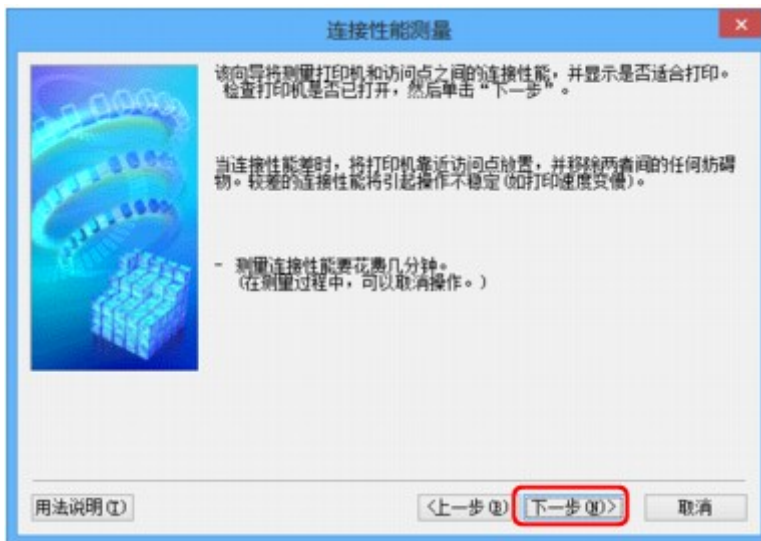 连接性能测量
该向导将测量打印机和访问点之间的连接性能，并显示是否适合打印。
检查打印机是否已打开，然后单击“下一步”。
当连接性能差时，将打印机靠近访问点放置，并移除两者间的任何妨碍
物。较差的连接性能将引起操作不稳定(如打印速度变慢)。
- 测量连接性能要花费几分钟。
(在测量过程中，可以取消操作。)
用法说明(I) <上一步(B) 下一步(N)> 取消